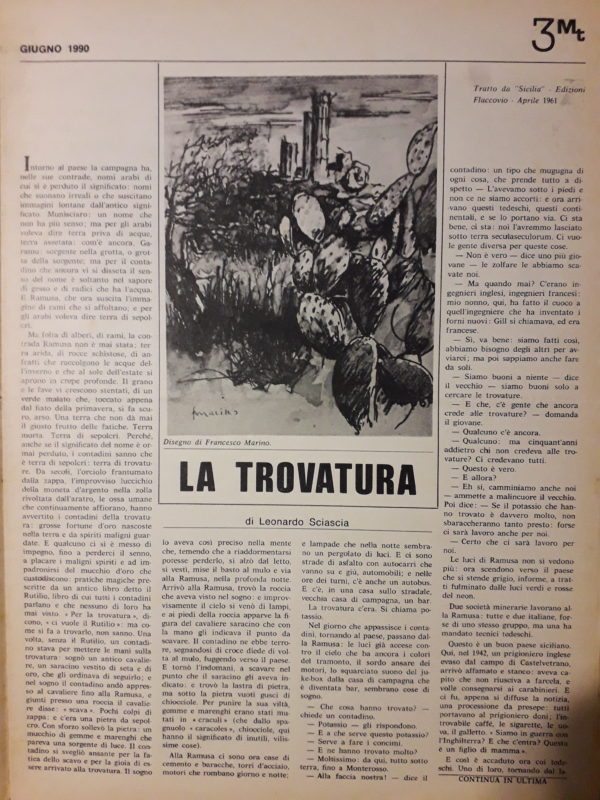 GIUGNO 1990
3Mt
Tratto da "Sicilia" - Edizioni
Flaccovio - Aprile 1961
Intorno al paese la campagna ha,
nelle sue contrade, nomi arabi di
cui si è perduto il significato: nomi
che suonano irreali o che suscitano
immagini lontane dall'antico signi-
ficato. Munisciaro: un nome che
non ha più senso; ma per gli arabi
voleva dire terra priva di acqua,
terra assetata: com'è ancora. Ga-
ramu: sorgente nella grotta, o grot-
ta della sorgente; ma per il conta-
dino che ancora vi si disseta il sen-
so del nome è soltanto nel sapore
di gesso e di radici che ha l'acqua.
E Ramusa, che ora suscita l'imma-
gine di rami che si affoltano; e per
gli arabi voleva dire terra di sepol-
cri.
Ma folta di alberi, di rami, la con-
trada Ramusa non è mai stata; ter-
ra arida, di rocce schistose, di an-
fratti che raccolgono le acque del-
l'inverno e che al sole dell'estate si
aprono in crepe profonde. Il grano
e le fave vi crescono stentati, di un
verde malato che, toccato appena
dal fiato della primavera, si fa scu-
ro, arso. Una terra che non dà mai
il giusto frutto delle fatiche. Terra
morta. Terra di sepolcri. Perché,
anche se il significato del nome è or-
mai perduto, i contadini sanno che
è terra di sepolcri: terra di trovatu-
re. Da secoli, l'orciolo frantumato
dalla zappa, l'improvviso luccichio
della moneta d'argento nella zolla
rivoltata dall'aratro, le ossa umane
che continuamente affiorano, hanno
avvertito i contadini della trovatu-
ra: grosse fortune d'oro nascoste
nella terra e da spiriti maligni guar-
date. E qualcuno ci si è messo di
impegno, fino a perderci il senno,
a placare i maligni spiriti e ad im-
padronirsi del mucchio d'oro che
custodiscono: pratiche magiche pre-
scritte da un antico libro detto il
Rutilio, libro di cui tutti i contadini
parlano e che nessuno di loro ha
mai visto. « Per la trovatura », di-
cono, « ci vuole il Rutilio » ma co-
me si fa a trovarlo, non sanno. Una
volta, senza il Rutilio, un contadi-
no stava per mettere le mani sulla
trovatura: sognò un antico cavalie-
re, un saracino vestito di seta e di
oro, che gli ordinava di seguirlo; e
nel sogno il contadino andò appres-
so al cavaliere fino alla Ramusa, e
giunti presso una roccia il cavalie-
re disse: « scava ». Pochi colpi di
zappa: e c'era una pietra da sepol-
cro. Con sforzo sollevò la pietra: un
mucchio di gemme e marenghi che
pareva una sorgente di luce. Il con-
tadino si svegliò ansante per la fa-
tica dello scavo e per la gioia di es-
sere arrivato alla trovatura. Il sogno
marino
Disegno di Francesco Marino.
LA TROVATURA
di Leonardo Sciascia
lo aveva così preciso nella mente
che, temendo che a riaddormentarsi
potesse perderlo, si alzò dal letto,
si vestì, mise il basto al mulo e via
alla Ramusa, nella profonda notte.
Arrivò alla Ramusa, trovò la roccia
che aveva visto nel sogno: e improv-
visamente il cielo si venò di lampi,
e ai piedi della roccia apparve la fi-
gura del cavaliere saracino che con
la mano gli indicava il punto da
scavare. Il contadino ne ebbe terro-
re, segnandosi di croce diede di vol-
ta al mulo, fuggendo verso il paese.
E tornò l'indomani, a scavare nel
punto che il saracino gli aveva in-
dicato: e trovò la lastra di pietra,
ma sotto la pietra vuoti gusci di
chiocciole. Per punire la sua viltà,
gemme e marenghi erano stati mu-
tati in « craculi » (che dallo spa-
gnuolo « caracoles », chiocciole, qui
hanno il significato di inutili, vilis-
sime cose).
Alla Ramusa ci sono ora case di
cemento e baracche, torri d'acciaio,
motori che rombano giorno e notte;
e lampade che nella notte sembra-
no un pergolato di luci. E ci sono
strade di asfalto con autocarri che
vanno su e giù, automobili; e nelle
ore dei turni, c'è anche un autobus.
E c'è, in una casa sullo stradale,
vecchia casa di campagna, un bar.
La trovatura c'era. Si chiama po-
tassio.
Nel giorno che appassisce i conta-
dini, tornando al paese, passano dal-
la Ramusa: le luci già accese con-
tro il cielo che ha ancora i colori
del tramonto, il sordo ansare dei
motori, lo squarciato suono del ju-
ke-box dalla casa di campagna che
è diventata bar, sembrano cose di
sogno.
— Che cosa hanno trovato? —
chiede un contadino.
— Potassio — gli rispondono.
— E a che serve questo potassio?
— Serve a fare i concimi.
— E ne hanno trovato molto?
— Moltissimo: da qui, tutto sotto
terra, fino a Monterosso.
— Alla faccia nostra! — dice il
contadino: un tipo che mugugna di
ogni cosa, che prende tutto a di-
spetto — L'avevamo sotto i piedi e
non ce ne siamo accorti: e ora arri-
vano questi tedeschi, questi conti-
nentali, e se lo portano via. Ci sta
bene, ci sta: noi l'avremmo lasciato
sotto terra seculaseculorum. Ci vuo-
le gente diversa per queste cose.
— Non è vero — dice uno più gio-
vane — le zolfare le abbiamo sca-
vate noi.
— Ma quando mai? C'erano in-
gegnieri inglesi, ingegnieri francesi:
mio nonno, qui, ha fatto il cuoco a
quell'ingegniere che ha inventato i
forni nuovi: Gill si chiamava, ed era
francese.
— Sì, va bene: siamo fatti così,
abbiamo bisogno degli altri per av-
viarci; ma poi sappiamo anche fare
da soli.
— Siamo buoni a niente — dice
il vecchio — siamo buoni solo a
cercare le trovature.
— E che, c'è gente che ancora
crede alle trovature? — domanda
il giovane.
— Qualcuno c'è ancora.
— Qualcuno: ma cinquant'anni
addietro chi non credeva alle tro-
vature? Ci credevano tutti.
— Questo è vero.
— E allora?
— Eh sì, camminiamo anche noi
— ammette a malincuore il vecchio.
Poi dice: — Se il potassio che han-
no trovato è davvero molto, non
sbaraccheranno tanto presto: forse
ci sarà lavoro anche per noi.
— Certo che ci sarà lavoro per
noi.
Le luci di Ramusa non si vedono
più: ora scendono verso il paese
che si stende grigio, informe, a trat-
ti fulminato dalle luci verdi e rosse
del neon.
Due società minerarie lavorano al-
la Ramusa: tutte e due italiane, for-
se di uno stesso gruppo, ma una ha
mandato tecnici tedeschi.
Questo è un buon paese siciliano.
Qui, nel 1942, un prigioniero inglese
evaso dal campo di Castelvetrano,
arrivò affamato e stanco: aveva ca-
pito che non riusciva a farcela, e
volle consegnarsi ai carabinieri. E
ci fu, appena si diffuse la notizia,
una processione da presepe: tutti
portavano al prigioniero doni; l'in-
trovabile caffè, le sigarette, le uo-
va, il galletto. « Siamo in guerra con
l'Inghilterra? E che c'entra? Questo
è un figlio di mamma ».
E così è accaduto ora coi tede-
schi. Uno di loro, tornando dal la-
CONTINUA IN ULTIMA